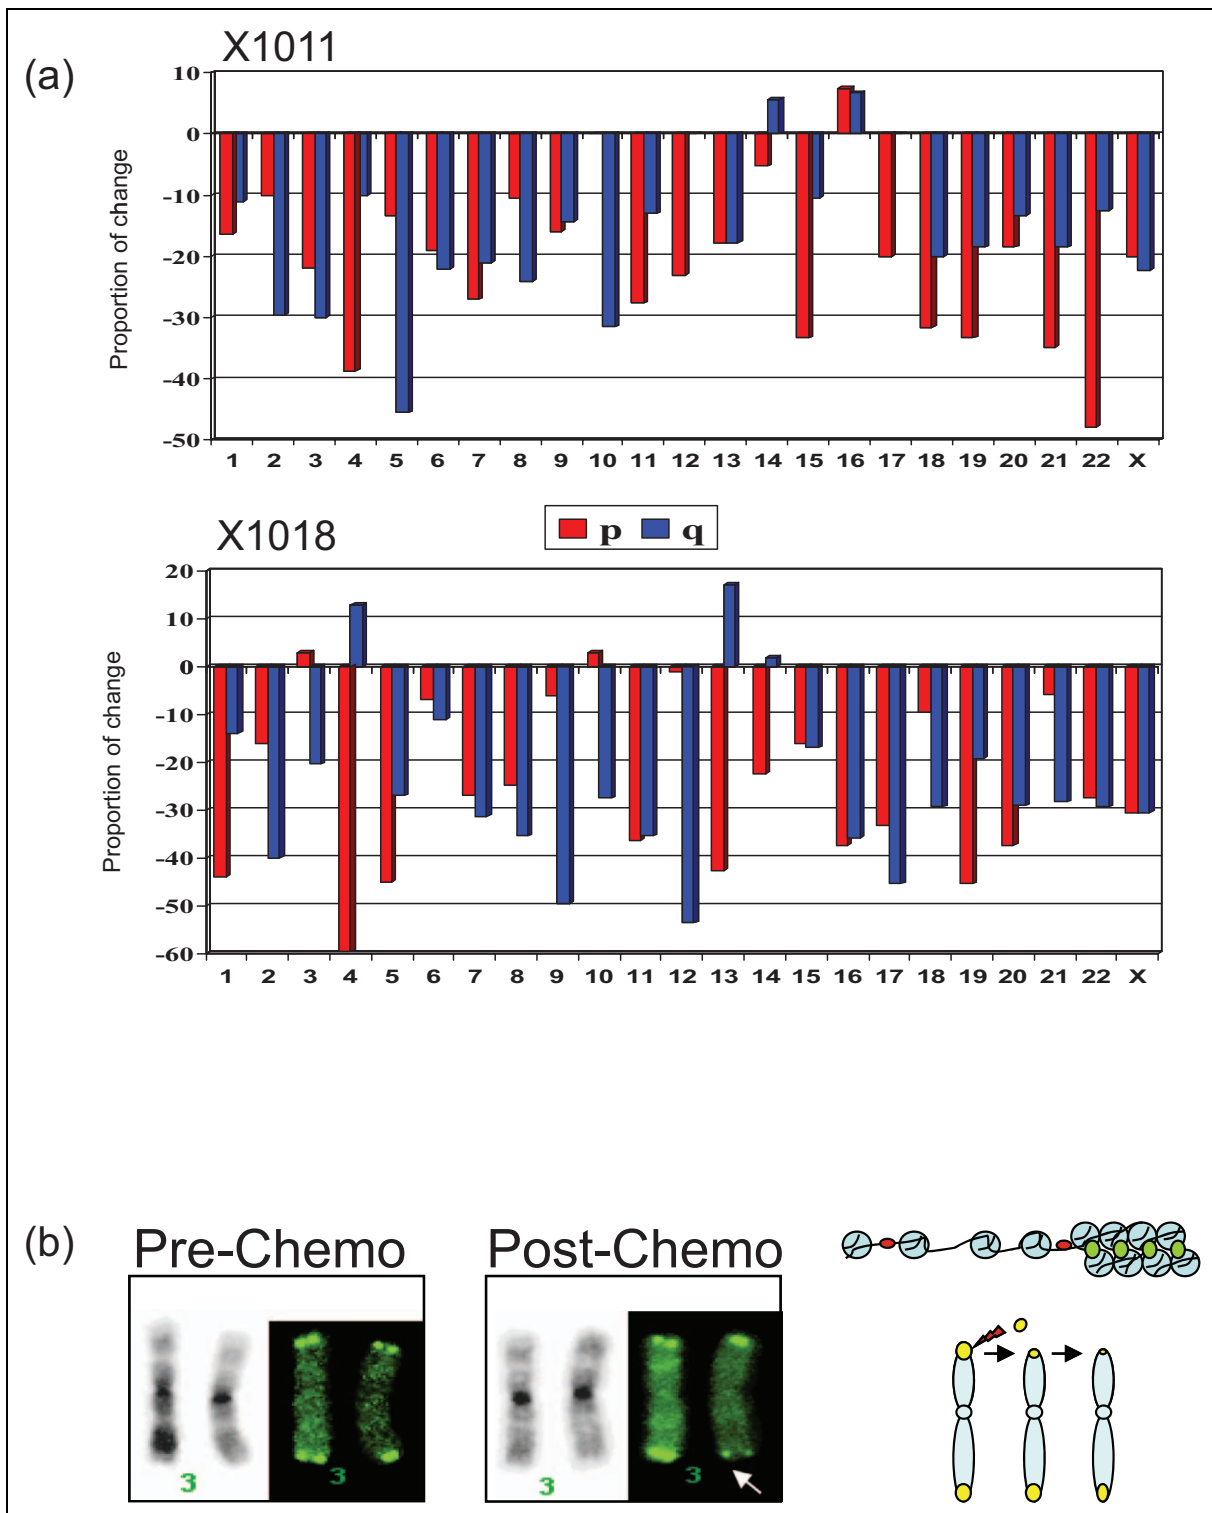 (a)
X1011
Proportion of change
10
0
-10
-20
-30
-40
-50
1 2 3 4 5 6 7 8 9 10 11 12 13 14 15 16 17 18 19 20 21 22 X
p q
X1018
Proportion of change
20
10
0
-10
-20
-30
-40
-50
-60
1 2 3 4 5 6 7 8 9 10 11 12 13 14 15 16 17 18 19 20 21 22 X
(b)
Pre-Chemo Post-Chemo
3 3 3 3